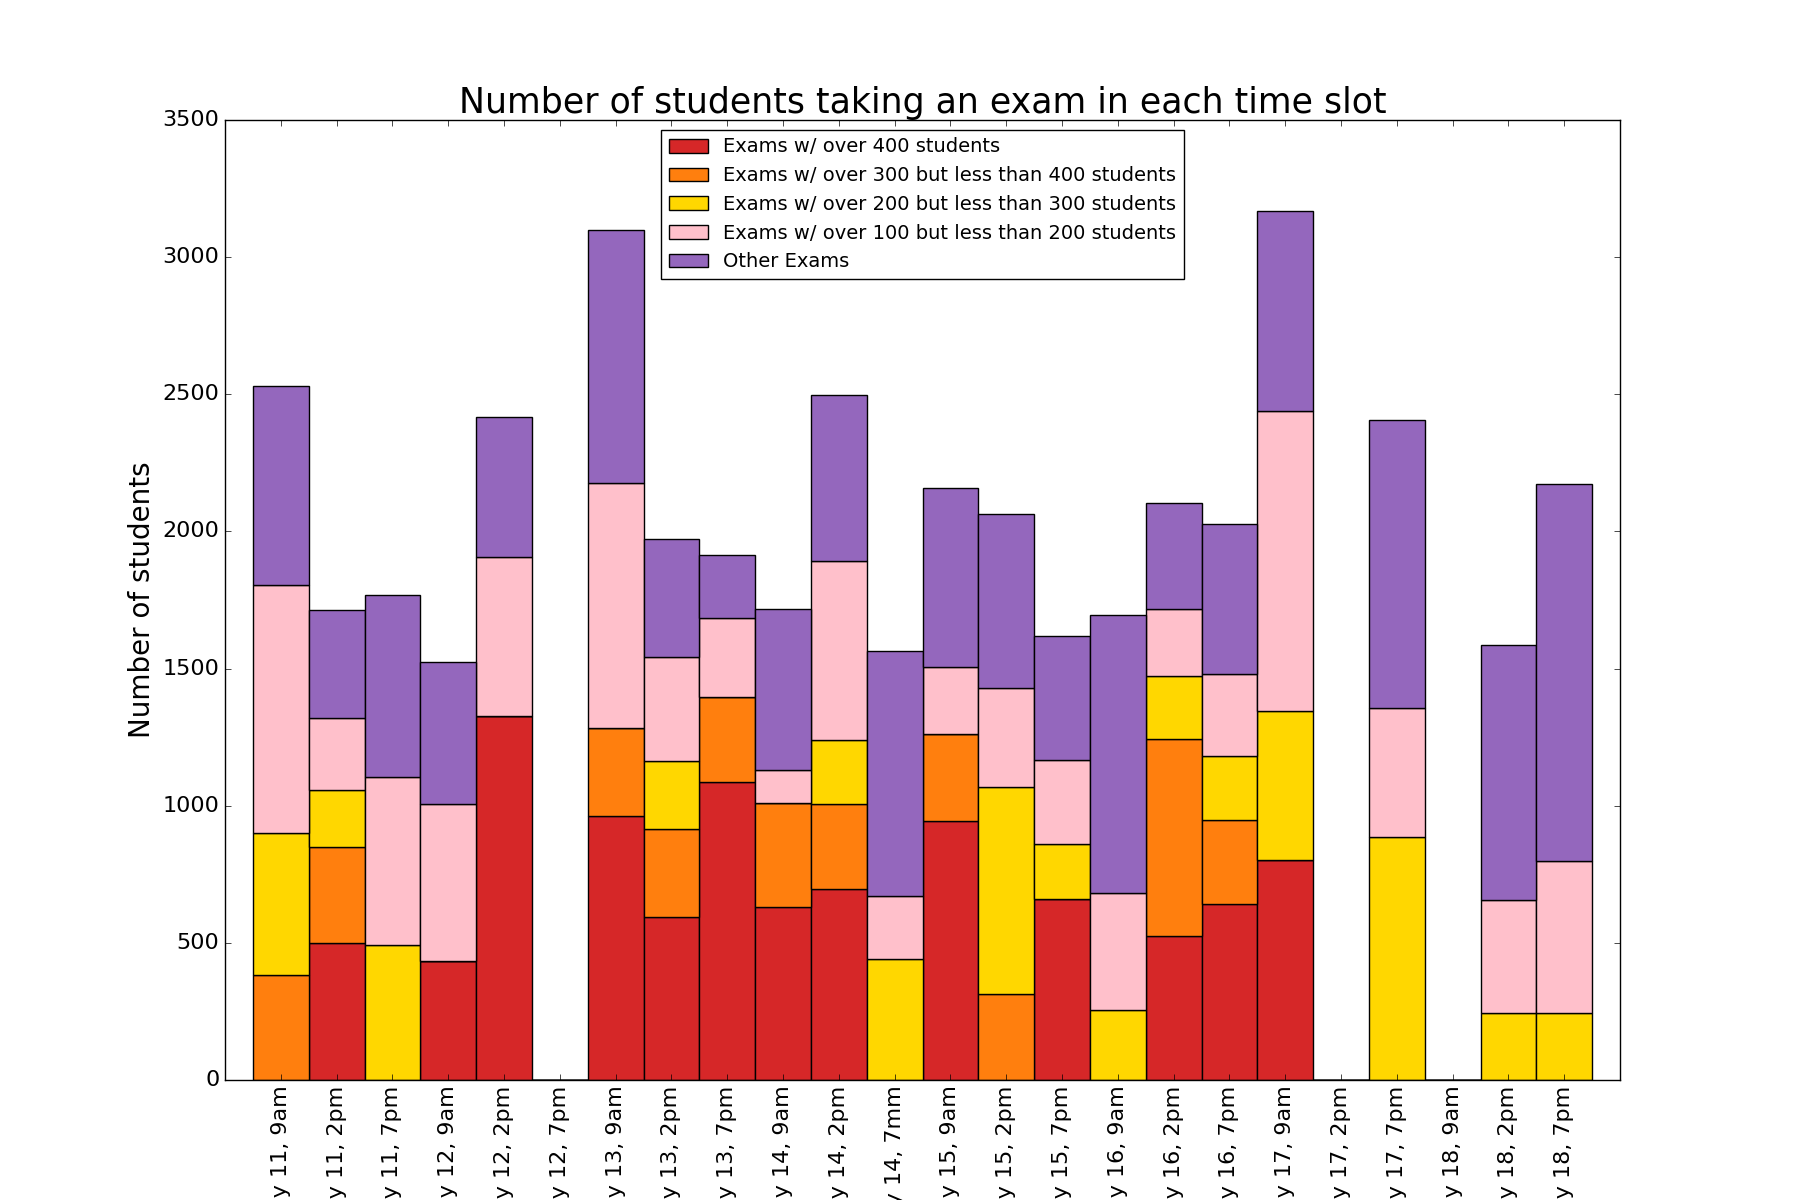 Number of students taking an exam in each time slot
Exams w/ over 400 students
Exams w/ over 300 but less than 400 students
Exams w/ over 200 but less than 300 students
Exams w/ over 100 but less than 200 students
Other Exams
Number of students
3500
3000
2500
2000
1500
1000
500
0
y 11, 9am
y 11, 2pm
y 11, 7pm
y 12, 9am
y 12, 2pm
y 12, 7pm
y 13, 9am
y 13, 2pm
y 13, 7pm
y 14, 9am
y 14, 2pm
y 14, 7mm
y 15, 9am
y 15, 2pm
y 15, 7pm
y 16, 9am
y 16, 2pm
y 16, 7pm
y 17, 9am
y 17, 2pm
y 17, 7pm
y 18, 9am
y 18, 2pm
y 18, 7pm